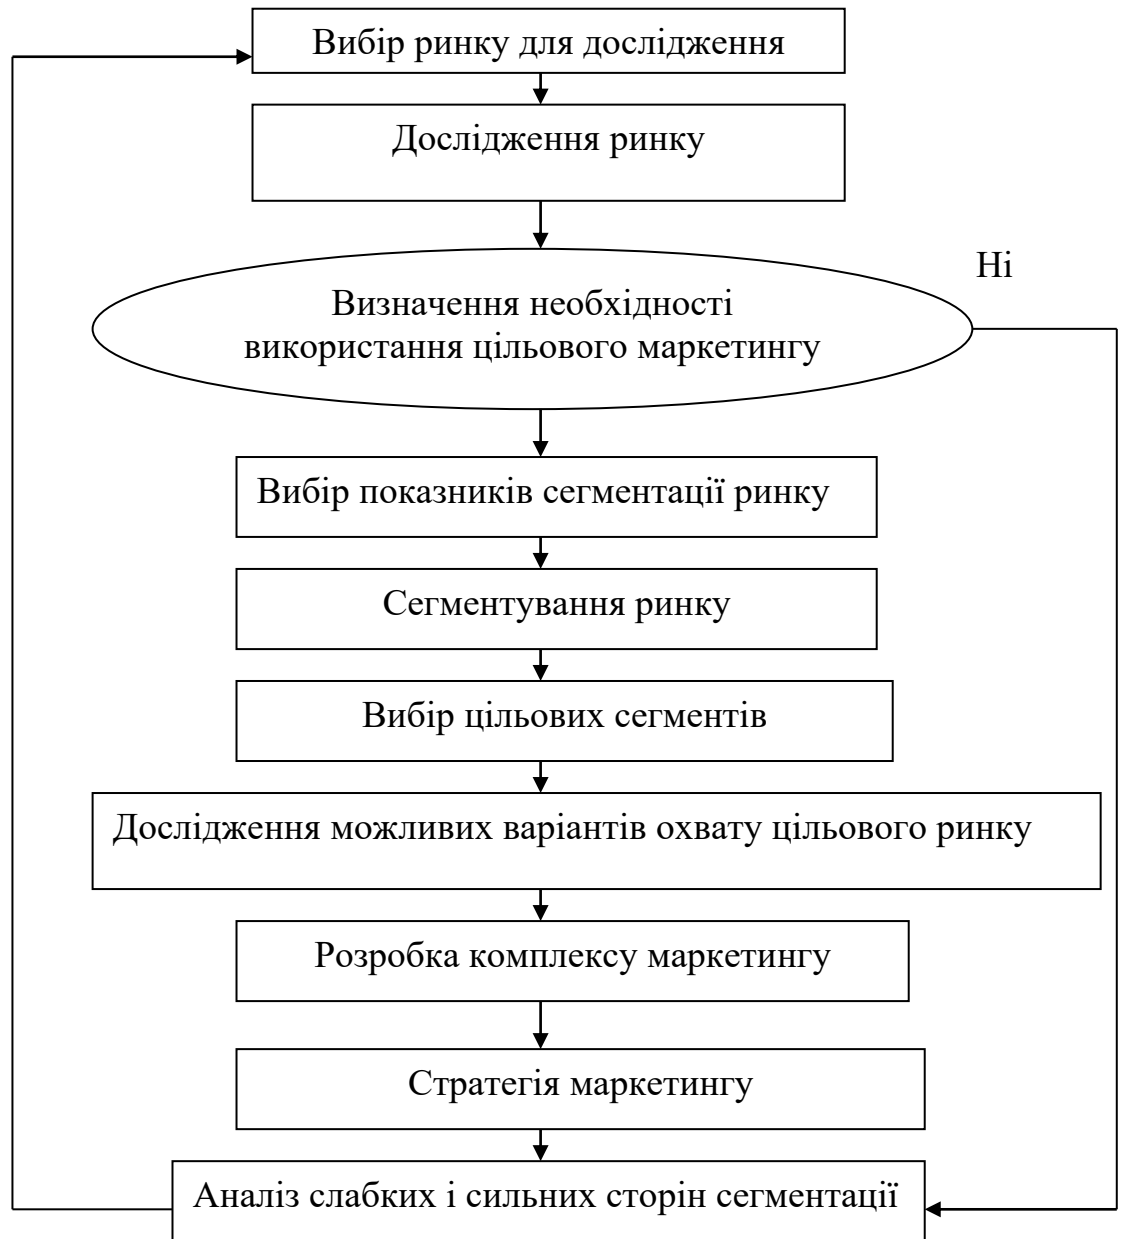 Вибір ринку для дослідження
Дослідження ринку
Ні
Визначення необхідності
використання цільового маркетингу
Вибір показників сегментації ринку
Сегментування ринку
Вибір цільових сегментів
Дослідження можливих варіантів охвату цільового ринку
Розробка комплексу маркетингу
Стратегія маркетингу
Аналіз слабких і сильних сторін сегментації